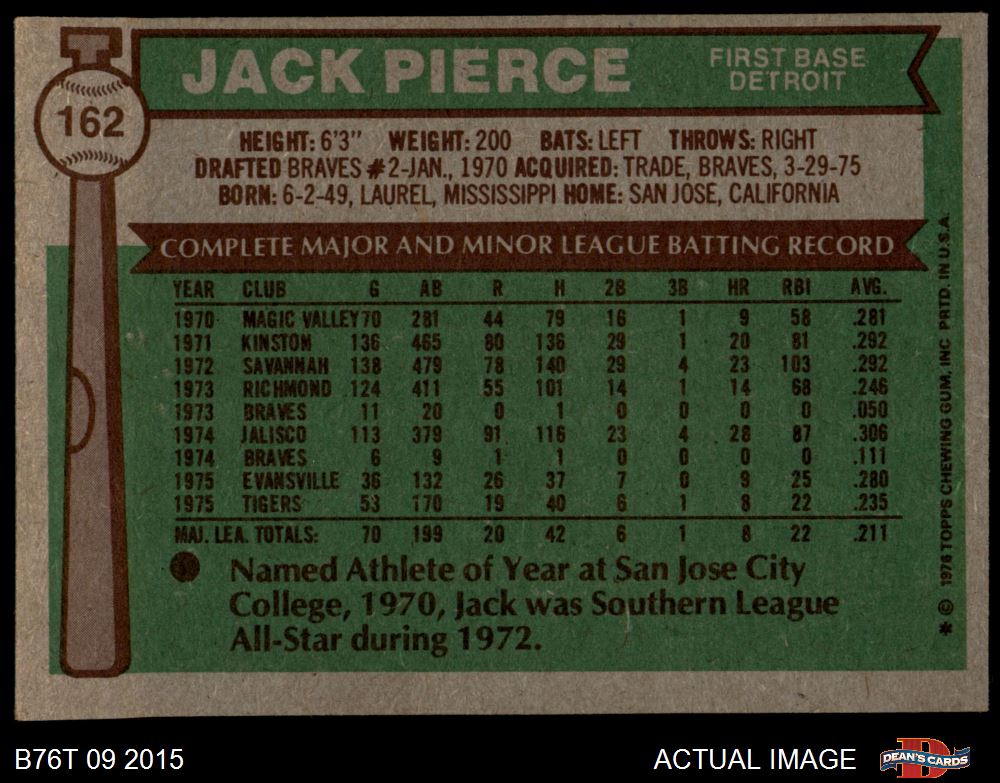 JACK PIERCE
FIRST BASE
DETROIT
162
HEIGHT: 6'3" WEIGHT: 200 BATS: LEFT THROWS: RIGHT
DRAFTED BRAVES #2-JAN., 1970 ACQUIRED: TRADE, BRAVES, 3-29-75
BORN: 6-2-49, LAUREL, MISSISSIPPI HOME: SAN JOSE, CALIFORNIA
COMPLETE MAJOR AND MINOR LEAGUE BATTING RECORD
YEAR CLUB G AB R H 2B 3B HR RBI AVG.
1970 MAGIC VALLEY 70 281 44 79 16 1 9 58 .281
1971 KINSTON 136 465 80 136 29 1 20 81 .292
1972 SAVANNAH 138 479 78 140 29 4 23 103 .292
1973 RICHMOND 124 411 55 101 14 1 14 68 .246
1973 BRAVES 11 20 0 1 0 0 0 0 .050
1974 JALISCO 113 379 91 116 23 4 28 87 .306
1974 BRAVES 6 9 1 1 0 0 0 0 .111
1975 EVANSVILLE 36 132 26 37 7 0 9 25 .280
1975 TIGERS 53 170 19 40 6 1 8 22 .235
MAJ. LEA. TOTALS: 70 199 20 42 6 1 8 22 .211
Named Athlete of Year at San Jose City
College, 1970, Jack was Southern League
All-Star during 1972.
* © 1976 TOPPS CHEWING GUM, INC PRTD. IN U.S.A.
B76T 09 2015
ACTUAL IMAGE
DEAN'S CARDS